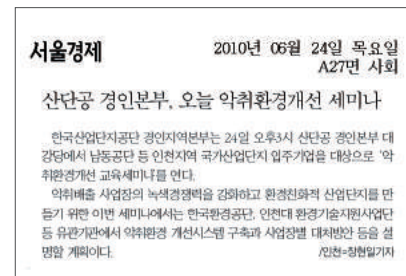 서울경제
2010년 06월 24일 목요일
A27면 사회
산단공 경인본부, 오늘 악취환경개선 세미나
한국산업단지공단 경인지역본부는 24일 오후3시 산단공 경인본부 대
강당에서 남동공단 등 인천지역 국가산업단지 입주기업을 대상으로 '악
취환경개선 교육세미나'를 연다.
악취배출 사업장의 녹색경쟁력을 강화하고 환경친화적 산업단지를 만
들기 위한 이번 세미나에서는 한국환경공단, 인천대 환경기술지원사업단
등 유관기관에서 악취환경 개선시스템 구축과 사업장별 대처방안 등을 설
명할 계획이다.
/인천=장현일기자